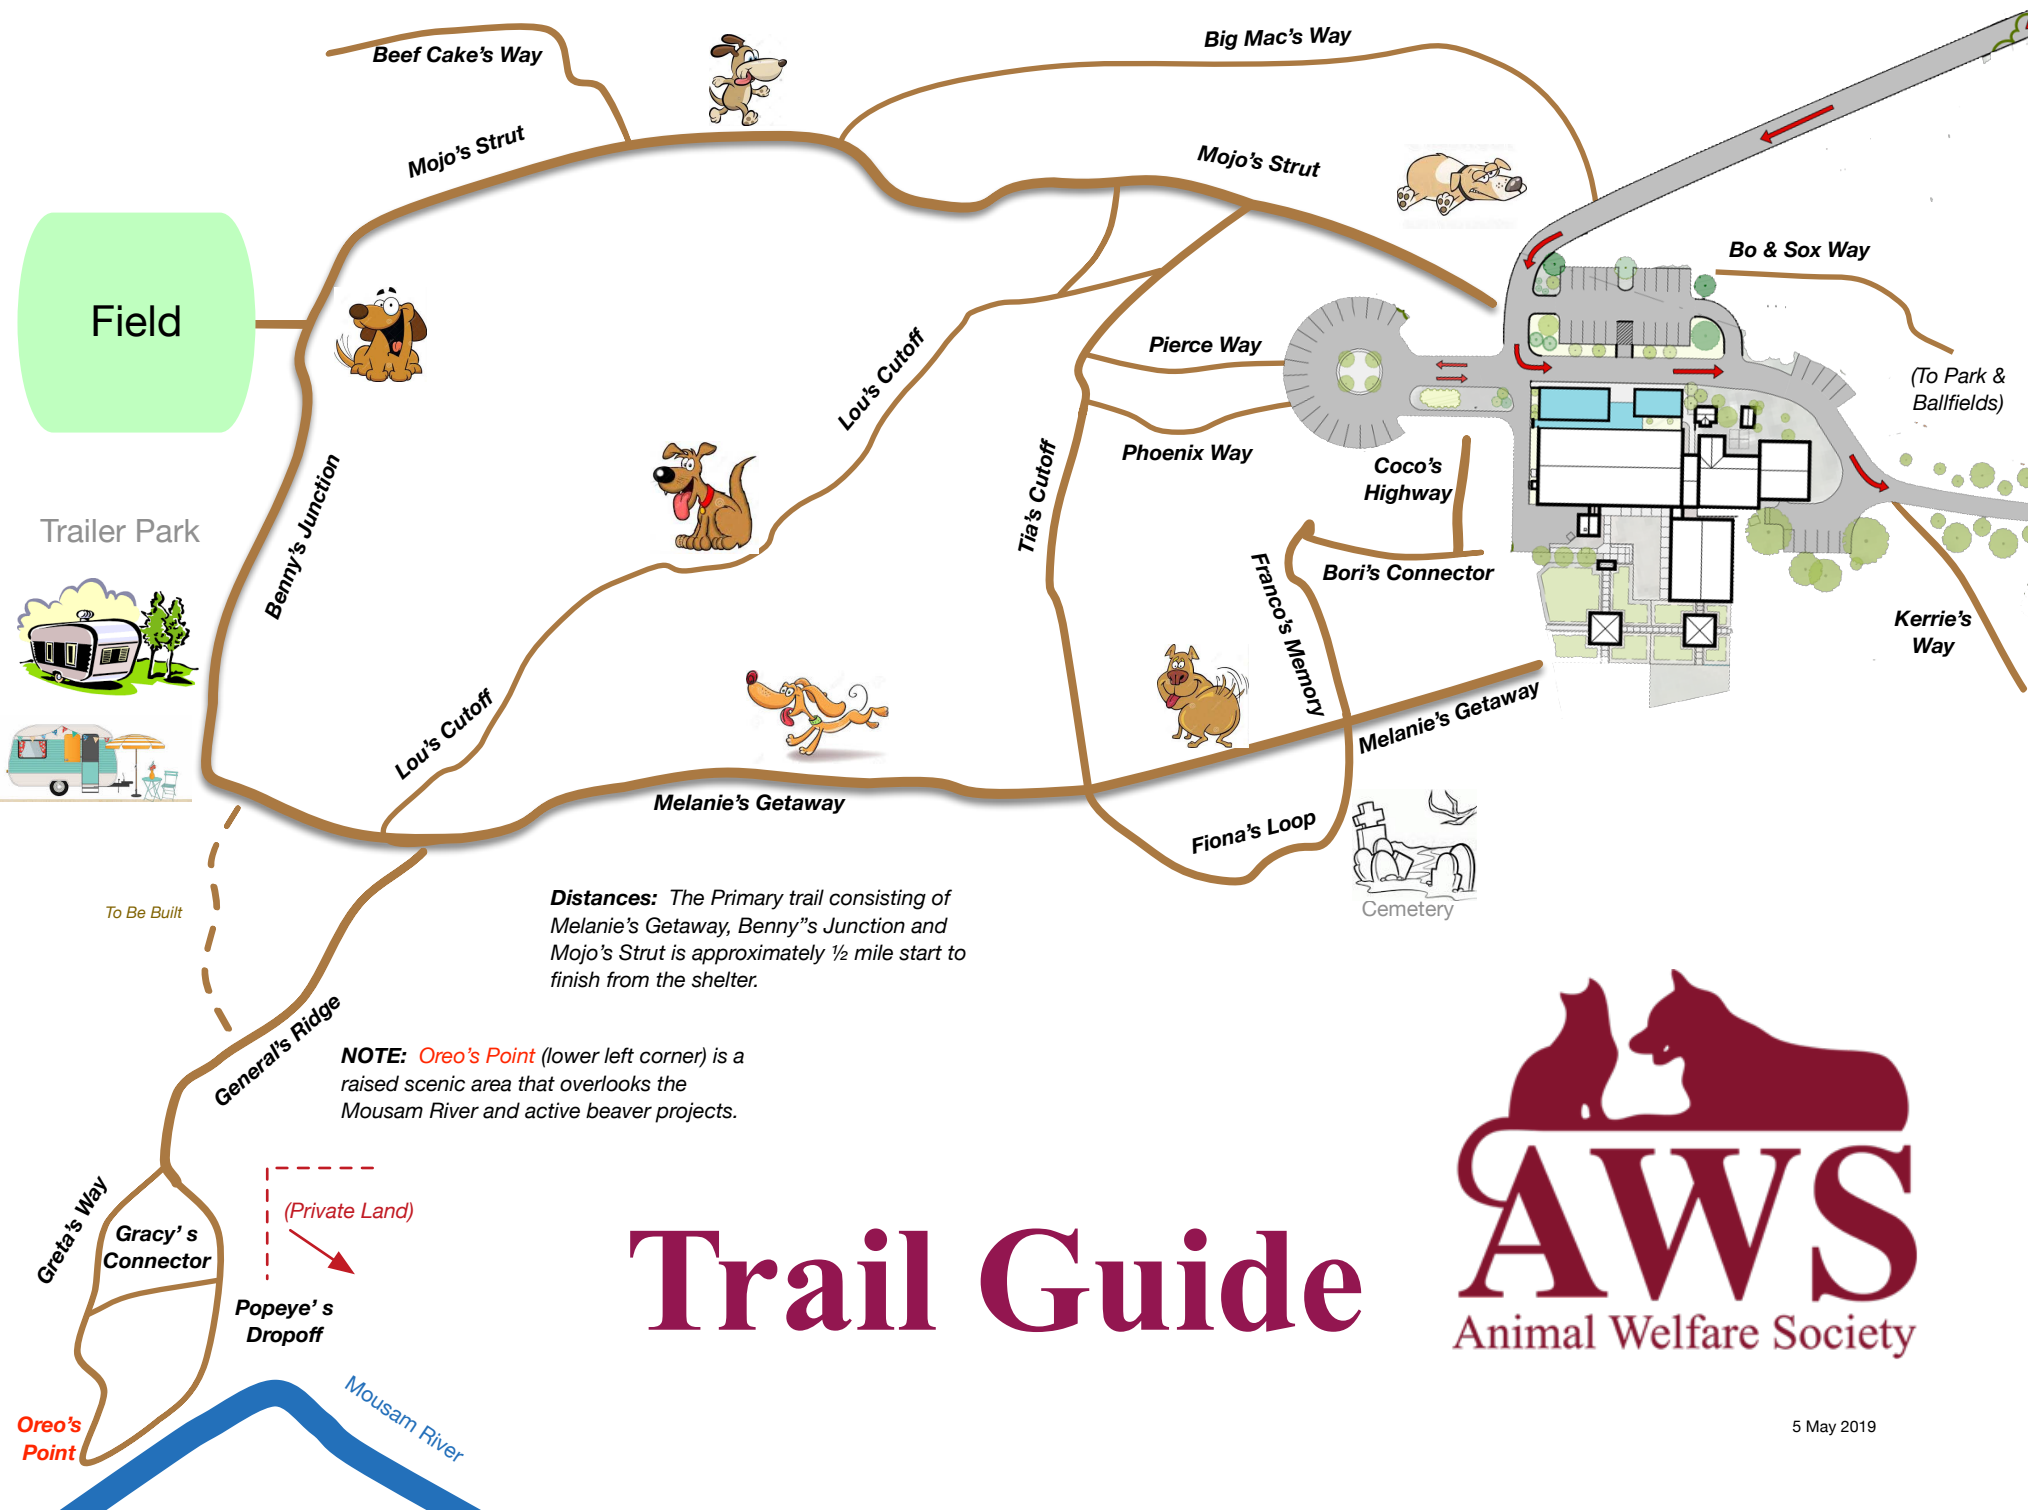 Beef Cake's Way
Big Mac's Way
Mojo's Strut
Mojo's Strut
Bo & Sox Way
Field
(To Park &
Ballfields)
Pierce Way
Lou's Cutoff
Phoenix Way
Coco's
Highway
Tia's Cutoff
Benny's Junction
Trailer Park
Bori's Connector
Franco's Memory
Kerrie's
Way
Lou's Cutoff
Melanie's Getaway
Melanie's Getaway
Fiona's Loop
Cemetery
To Be Built
Distances: The Primary trail consisting of
Melanie's Getaway, Benny"s Junction and
Mojo's Strut is approximately ½ mile start to
finish from the shelter.
General's Ridge
NOTE: Oreo's Point (lower left corner) is a
raised scenic area that overlooks the
Mousam River and active beaver projects.
Greta's Way
(Private Land)
Gracy' s
Connector
Popeye' s
Dropoff
Trail Guide
AWS
Animal Welfare Society
Mousam River
Oreo's
Point
5 May 2019